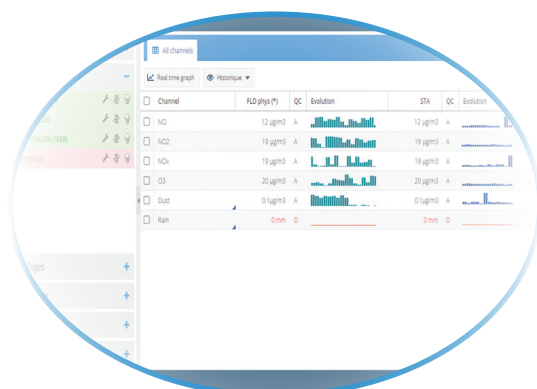 All channels
Real time graph Historique
Channel FLD phys (*) QC Evolution STA QC Evolution
NO 12 µg/m3 A 12 µg/m3 A
NO2 19 µg/m3 A 19 µg/m3 A
NOx 19 µg/m3 A 19 µg/m3 A
O3 20 µg/m3 A 20 µg/m3 A
Dust 0.1µg/m3 A 0.1µg/m3 A
Rain 0 mm D 0 mm D